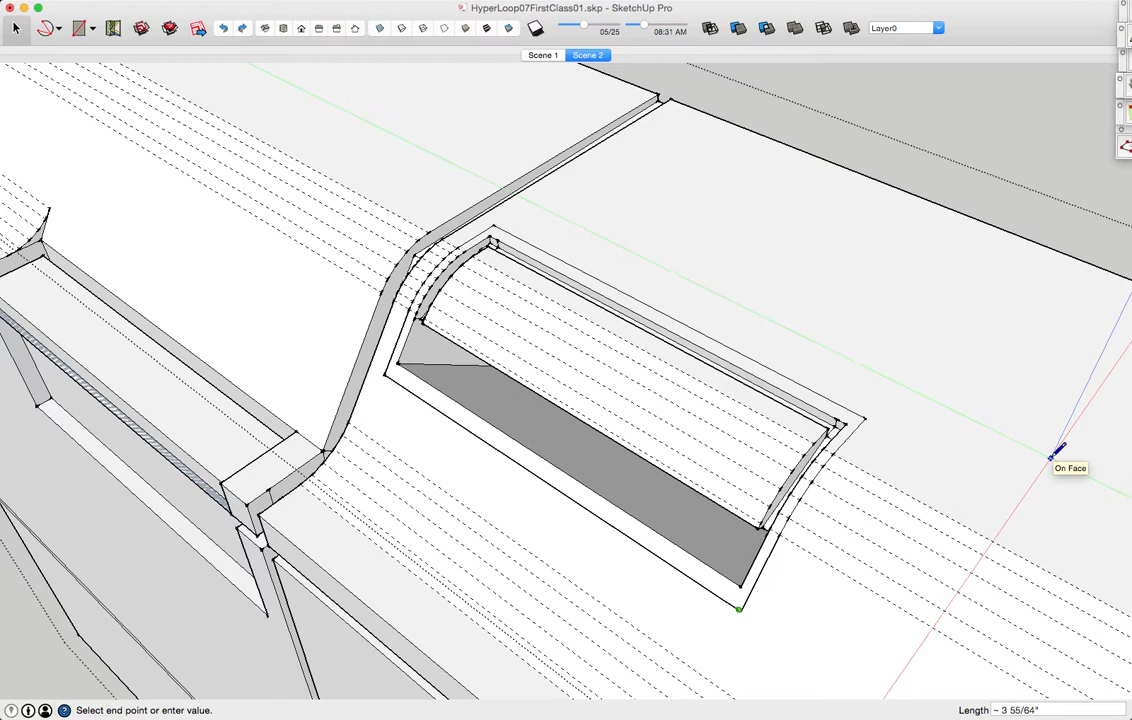 HyperLoop07FirstClass01.skp - SketchUp Pro
05/25
08:31 AM
Layer0
Scene 1
Scene 2
On Face
Select end point or enter value.
Length
~ 3 55/64"